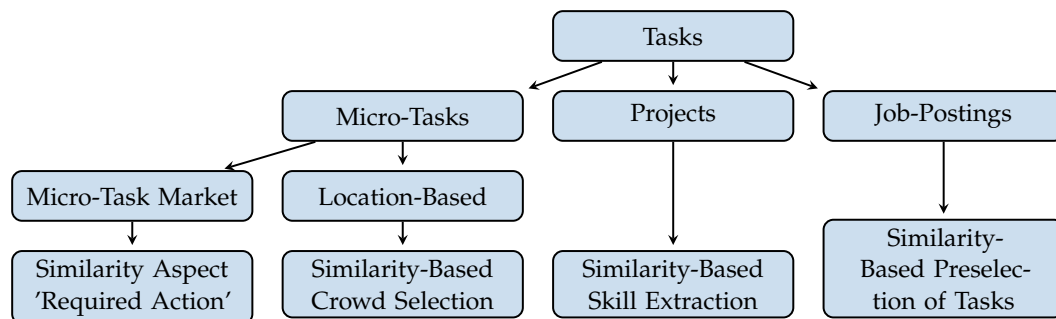 Tasks
Micro-Tasks
Projects
Job-Postings
Micro-Task Market
Location-Based
Similarity Aspect
'Required Action'
Similarity-Based
Crowd Selection
Similarity-Based
Skill Extraction
Similarity-
Based Preselec-
tion of Tasks